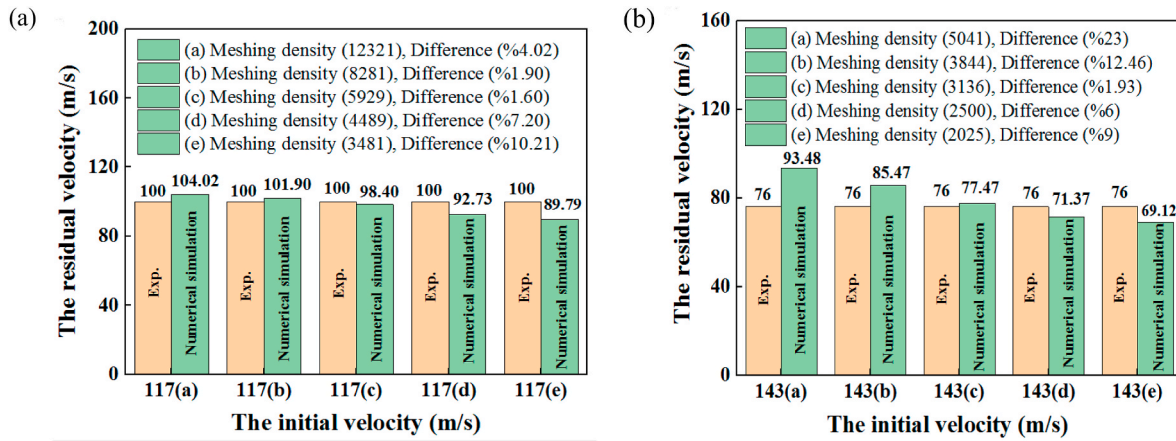 (a)
The residual velocity (m/s)
200
160
120
80
40
0
(a) Meshing density (12321), Difference (%4.02)
(b) Meshing density (8281), Difference (%1.90)
(c) Meshing density (5929), Difference (%1.60)
(d) Meshing density (4489), Difference (%7.20)
(e) Meshing density (3481), Difference (%10.21)
100 104.02 100 101.90 100 98.40 100 92.73 100 89.79
Exp. Numerical simulation Exp. Numerical simulation Exp. Numerical simulation Exp. Numerical simulation Exp. Numerical simulation
117(a) 117(b) 117(c) 117(d) 117(e)
The initial velocity (m/s)
(b)
The residual velocity (m/s)
160
120
80
40
0
(a) Meshing density (5041), Difference (%23)
(b) Meshing density (3844), Difference (%12.46)
(c) Meshing density (3136), Difference (%1.93)
(d) Meshing density (2500), Difference (%6)
(e) Meshing density (2025), Difference (%9)
76 93.48 76 85.47 76 77.47 76 71.37 76 69.12
Exp. Numerical simulation Exp. Numerical simulation Exp. Numerical simulation Exp. Numerical simulation Exp. Numerical simulation
143(a) 143(b) 143(c) 143(d) 143(e)
The initial velocity (m/s)